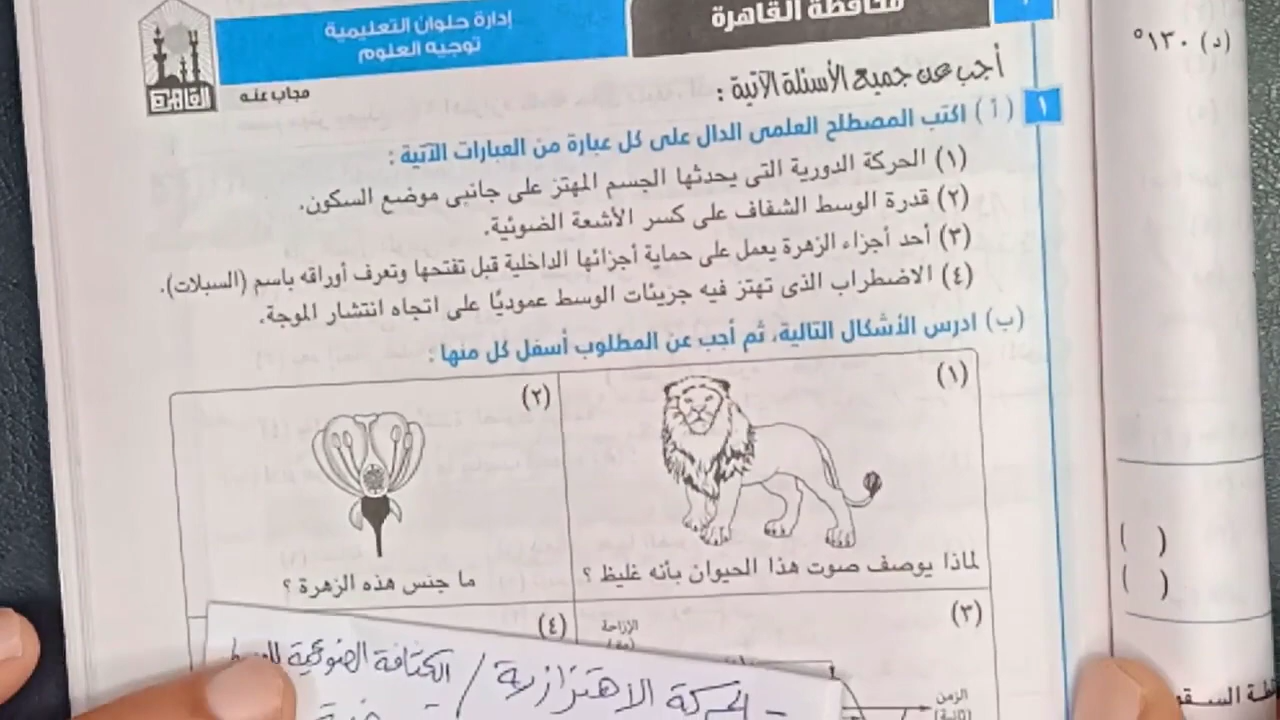 محافظة القاهرة
إدارة حلوان التعليمية
توجيه العلوم
القاهرة
مجاب عنه
(د) ١٣٠°
أجب عن جميع الأسئلة الآتية :
١ (أ) اكتب المصطلح العلمى الدال على كل عبارة من العبارات الآتية :
(١) الحركة الدورية التى يحدثها الجسم المهتز على جانبى موضع السكون.
(٢) قدرة الوسط الشفاف على كسر الأشعة الضوئية.
(٣) أحد أجزاء الزهرة يعمل على حماية أجزائها الداخلية قبل تفتحها وتعرف أوراقه باسم (السبلات).
(٤) الاضطراب الذى تهتز فيه جزيئات الوسط عموديًا على اتجاه انتشار الموجة.
(ب) ادرس الأشكال التالية، ثم أجب عن المطلوب أسفل كل منها :
(١)
لماذا يوصف صوت هذا الحيوان بأنه غليظ ؟
(٢)
ما جنس هذه الزهرة ؟
(٣)
الإزاحة
الزمن
(ثانية)
(٤)
( )
( )
- الحركة الاهتزازية / الكثافة الضوئية